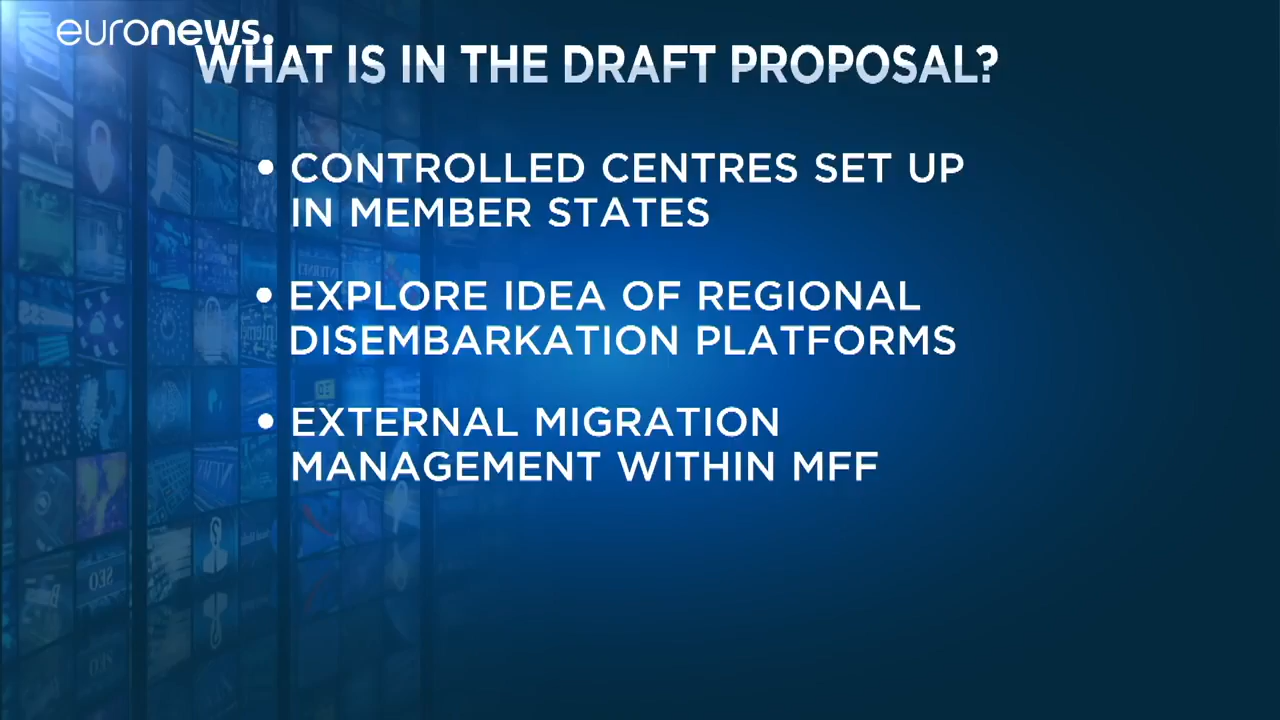 euronews.
WHAT IS IN THE DRAFT PROPOSAL?
• CONTROLLED CENTRES SET UP
IN MEMBER STATES
• EXPLORE IDEA OF REGIONAL
DISEMBARKATION PLATFORMS
• EXTERNAL MIGRATION
MANAGEMENT WITHIN MFF